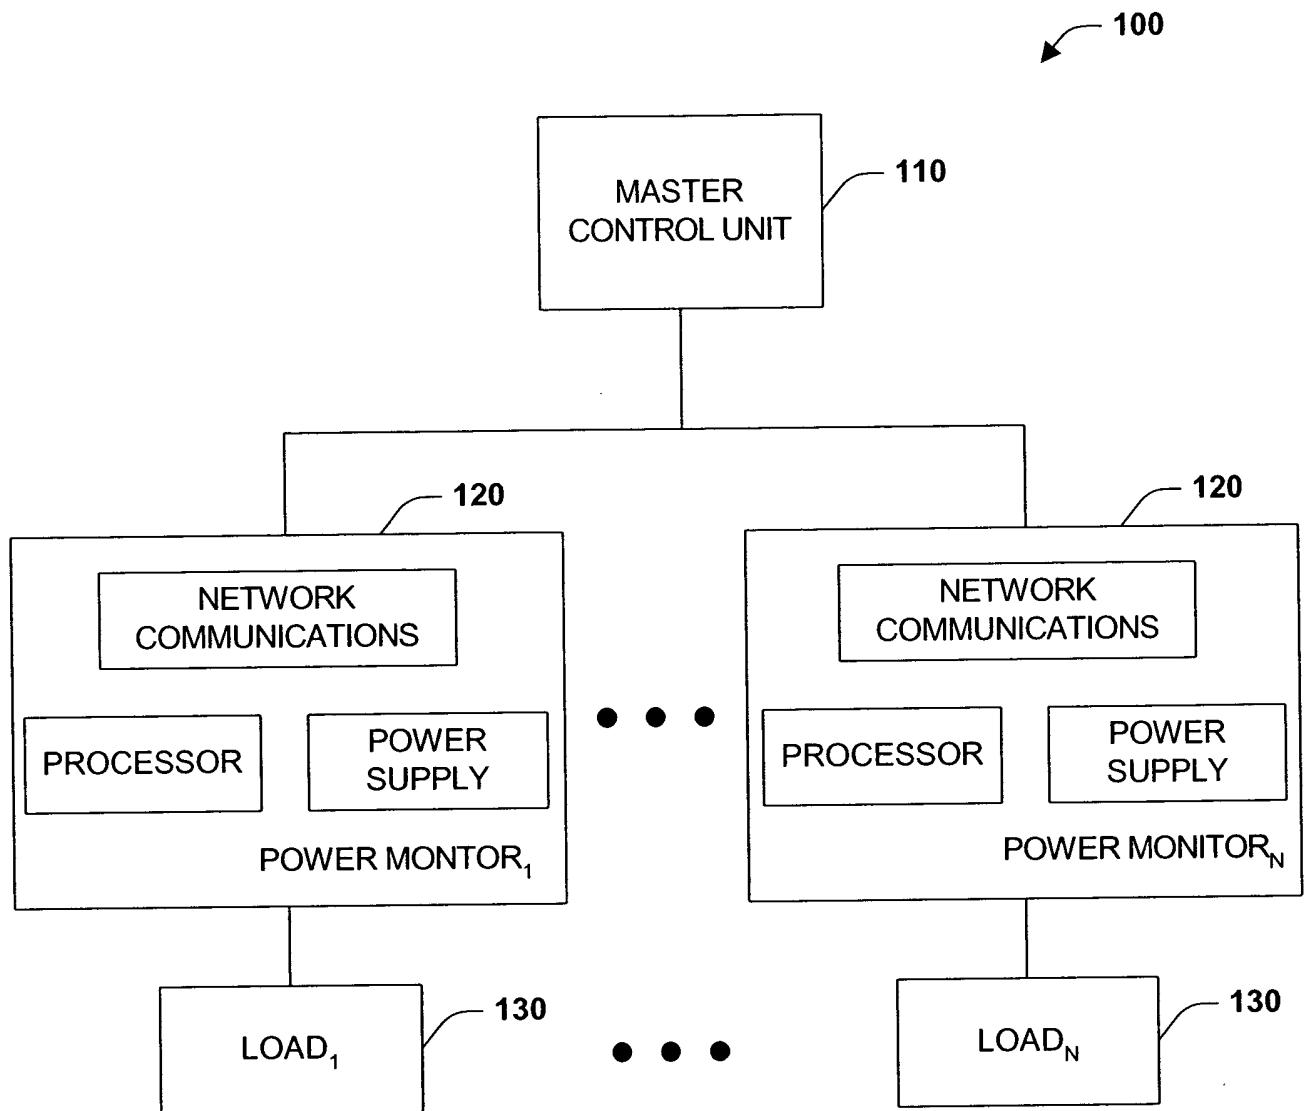 100
MASTER
CONTROL UNIT
110
120
120
NETWORK
COMMUNICATIONS
PROCESSOR
POWER
SUPPLY
POWER MONTOR1
NETWORK
COMMUNICATIONS
PROCESSOR
POWER
SUPPLY
POWER MONITORN
LOAD1
130
LOADN
130